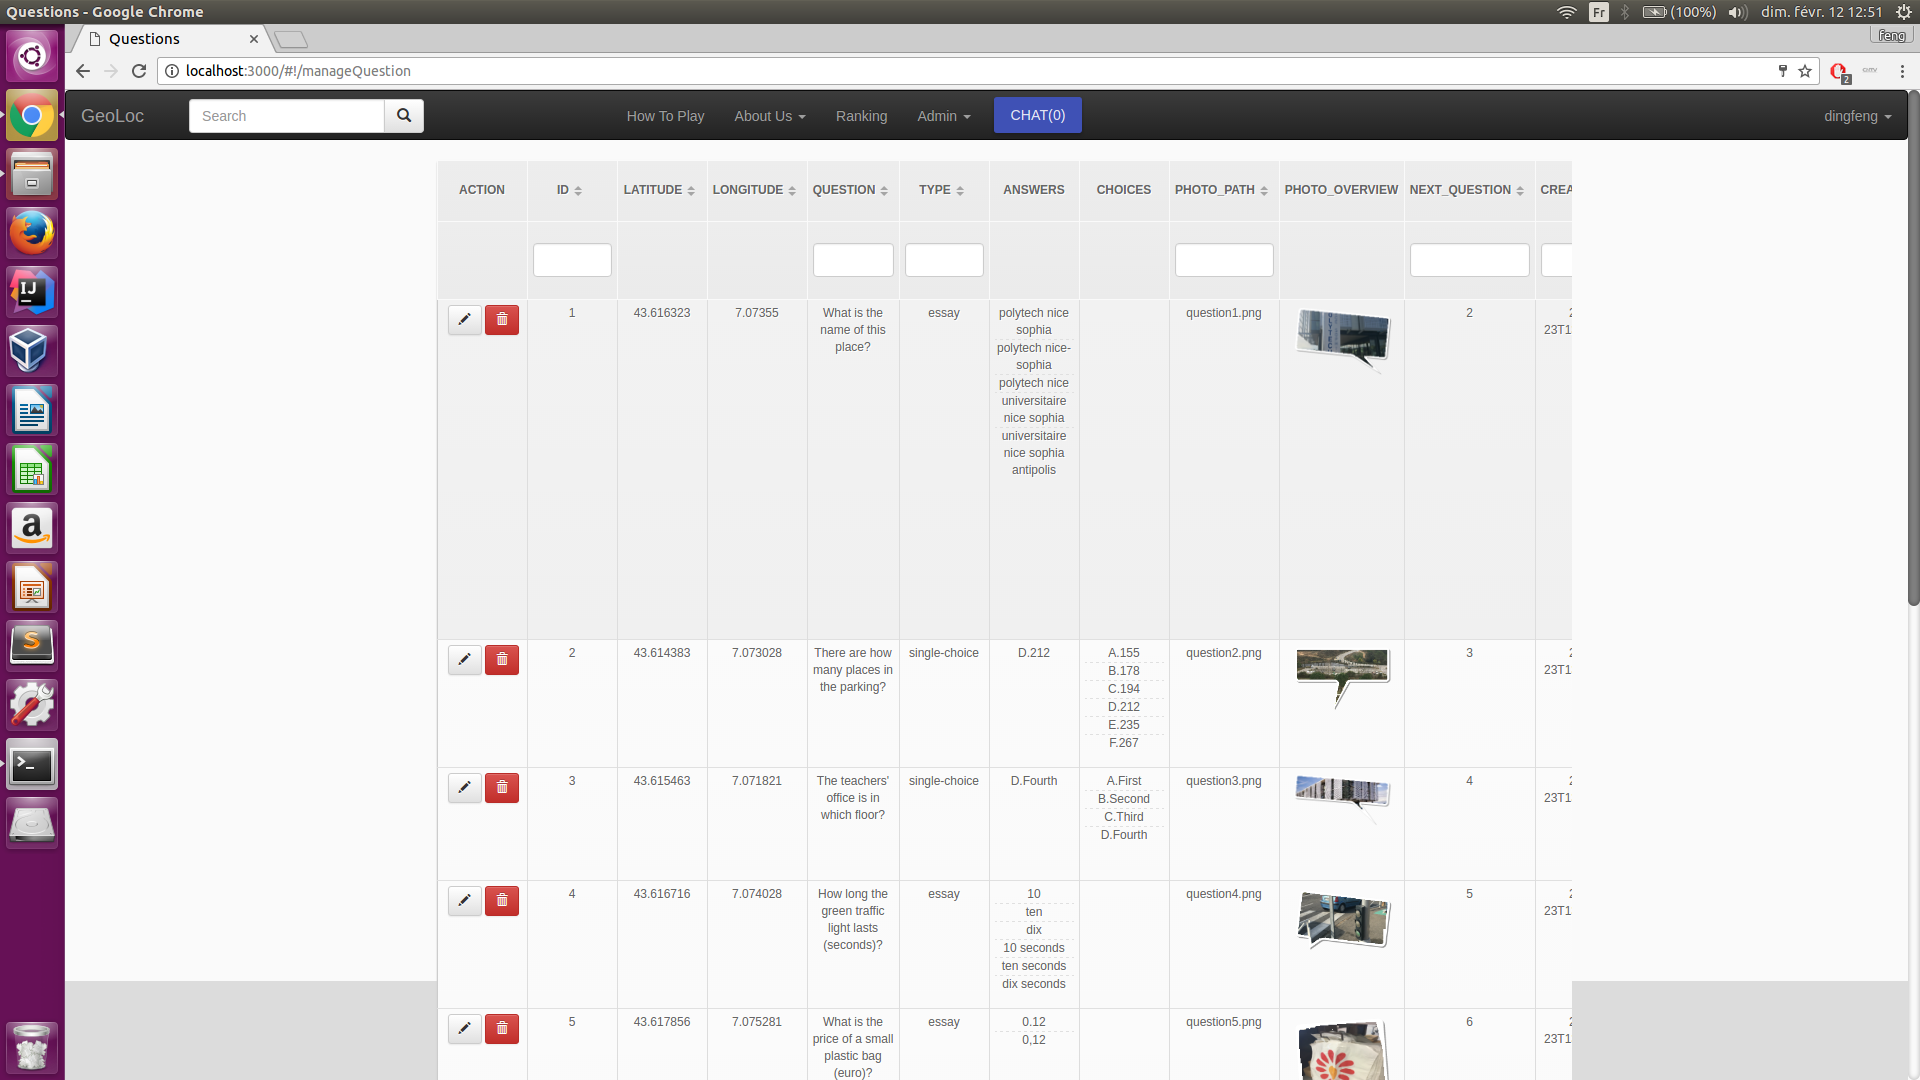 Questions - Google Chrome
Fr
(100%)
dim. févr. 12 12:51
Questions
feng
localhost:3000/#!/manageQuestion
2
GeoLoc
Search
How To Play
About Us
Ranking
Admin
CHAT(0)
dingfeng
ACTION
ID
LATITUDE
LONGITUDE
QUESTION
TYPE
ANSWERS
CHOICES
PHOTO_PATH
PHOTO_OVERVIEW
NEXT_QUESTION
CREA
1
43.616323
7.07355
What is the
name of this
place?
essay
polytech nice
sophia
polytech nice-
sophia
polytech nice
universitaire
nice sophia
universitaire
nice sophia
antipolis
question1.png
2
23T1
2
43.614383
7.073028
There are how
many places in
the parking?
single-choice
D.212
A.155
B.178
C.194
D.212
E.235
F.267
question2.png
3
23T1
3
43.615463
7.071821
The teachers'
office is in
which floor?
single-choice
D.Fourth
A.First
B.Second
C.Third
D.Fourth
question3.png
4
23T1
4
43.616716
7.074028
How long the
green traffic
light lasts
(seconds)?
essay
10
ten
dix
10 seconds
ten seconds
dix seconds
question4.png
5
23T1
5
43.617856
7.075281
What is the
price of a small
plastic bag
(euro)?
essay
0.12
0,12
question5.png
6
23T1